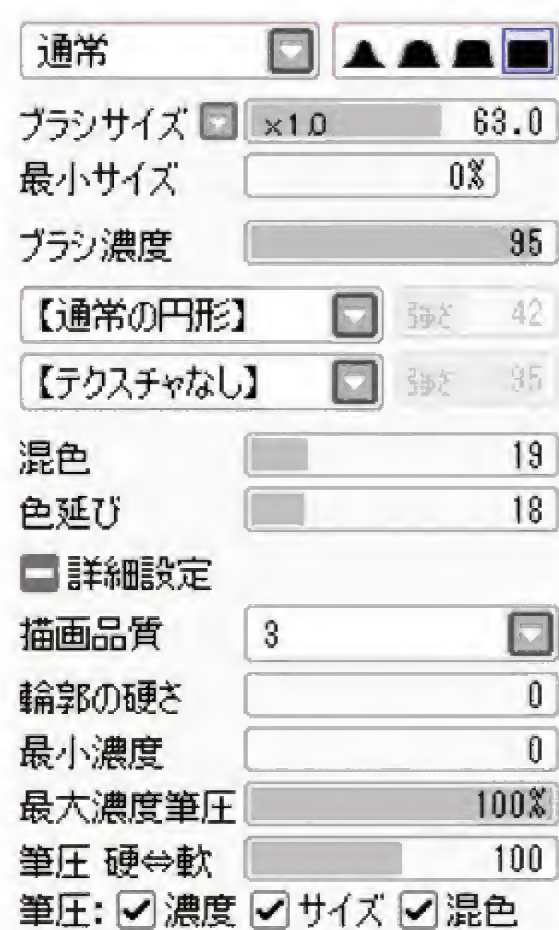 通常
ブラシサイズ ×1.0 63.0
最小サイズ 0%
ブラシ濃度 95
【通常の円形】 強さ 42
【テクスチャなし】 強さ 95
混色 19
色延び 18
詳細設定
描画品質 3
輪郭の硬さ 0
最小濃度 0
最大濃度筆圧 100%
筆圧 硬⇔軟 100
筆圧: 濃度 サイズ 混色